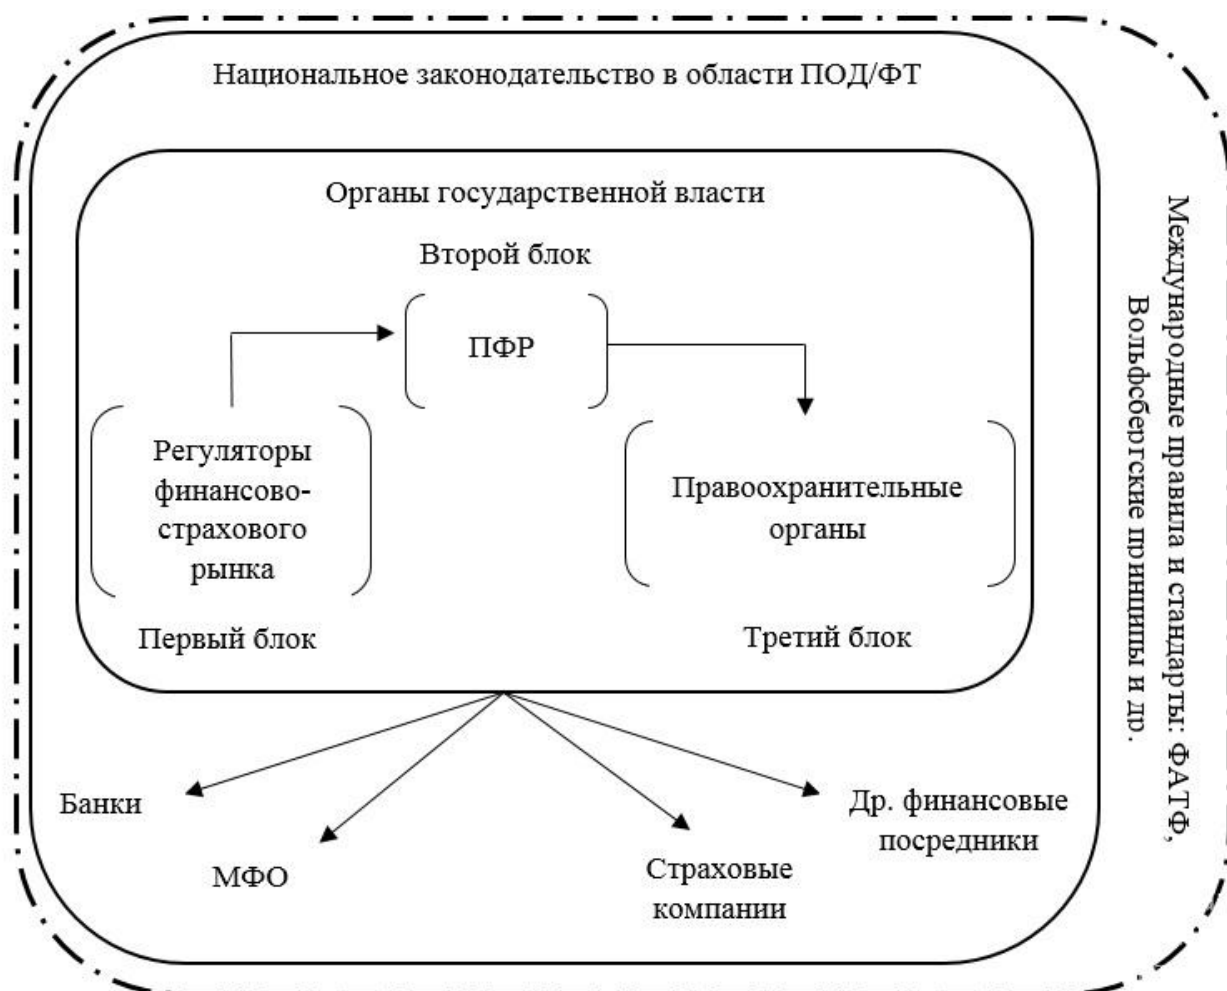 Национальное законодательство в области ПОД/ФТ
Органы государственной власти
Второй блок
ПФР
Регуляторы
финансово-
страхового
рынка
Правоохранительные
органы
Первый блок
Третий блок
Банки
МФО
Страховые
компании
Др. финансовые
посредники
Международные правила и стандарты: ФАТФ,
Вольфсбергские принципы и др.